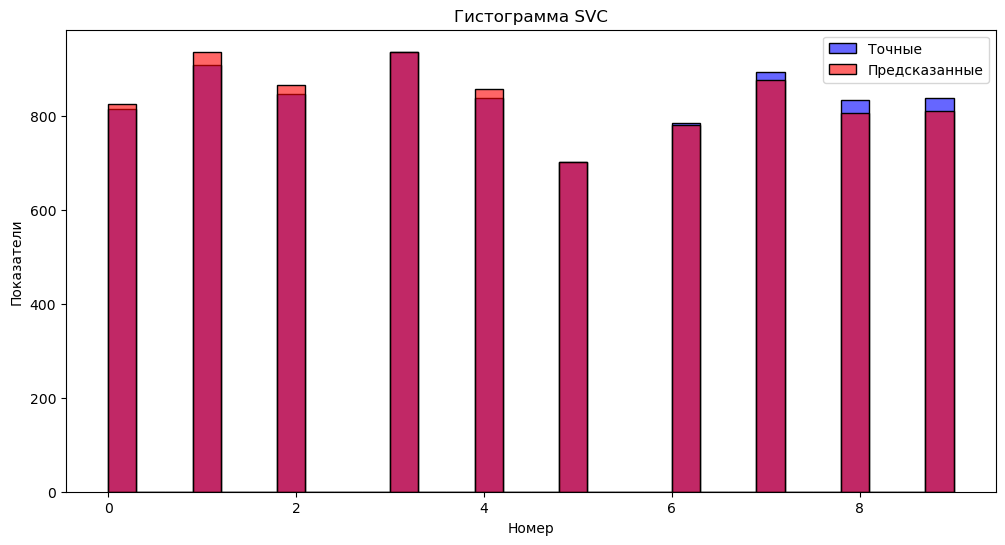 Гистограмма SVC
Точные
Предсказанные
Показатели
800
600
400
200
0
0 2 4 6 8
Номер